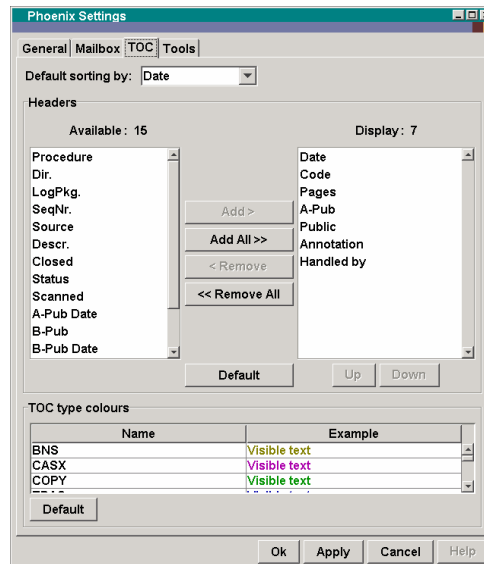 Phoenix Settings
General Mailbox TOC Tools
Default sorting by: Date
Headers
Available: 15
Display: 7
Procedure
Dir.
LogPkg.
SeqNr.
Source
Descr.
Closed
Status
Scanned
A-Pub Date
B-Pub
B-Pub Date
Add >
Add All >>
< Remove
<< Remove All
Default
Date
Code
Pages
A-Pub
Public
Annotation
Handled by
Up Down
TOC type colours
Name Example
BNS Visible text
CASX Visible text
COPY Visible text
Default
Ok Apply Cancel Help